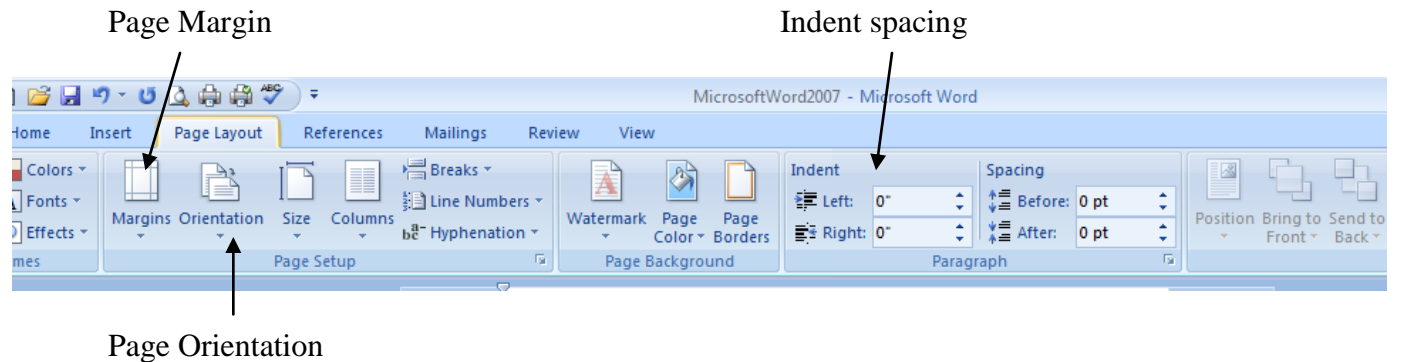 Page Margin Indent spacing
MicrosoftWord2007 - Microsoft Word
Home Insert Page Layout References Mailings Review View
Colors Breaks Indent Spacing
Fonts Line Numbers Left: 0" Before: 0 pt
Margins Orientation Size Columns Watermark Page Color Page Borders Position Bring to Front Send to Back
Effects Hyphenation Right: 0" After: 0 pt
Page Setup Page Background Paragraph
Page Orientation